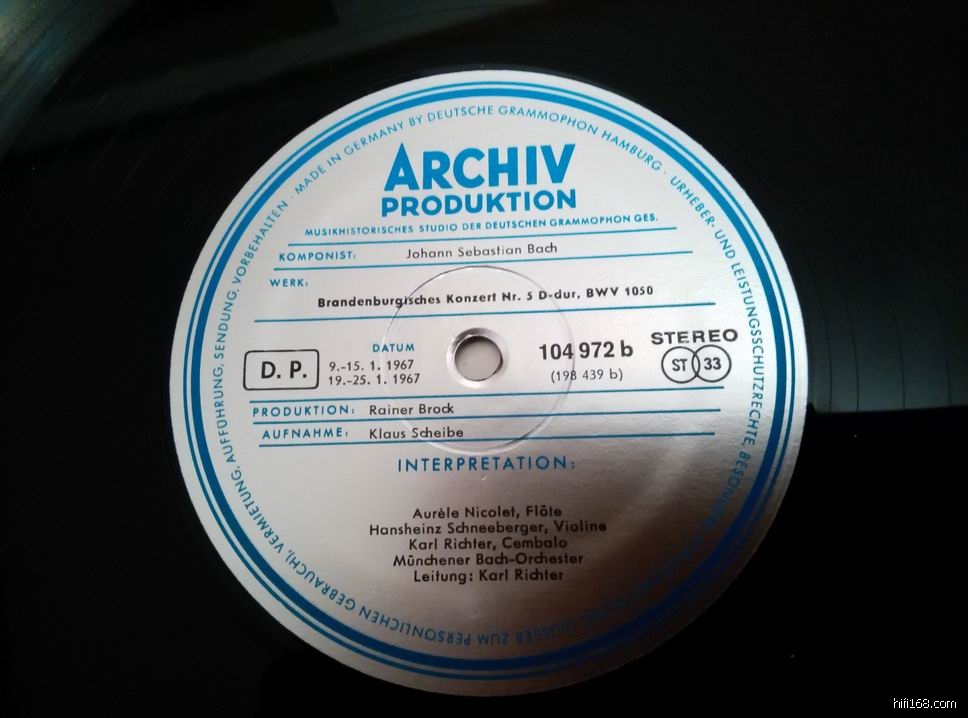 MADE IN GERMANY BY DEUTSCHE GRAMMOPHON HAMBURG · URHEBER- UND LEISTUNGSSCHUTZRECHTE, BESONDERS
(AUSSER ZUM PERSÖNLICHEN GEBRAUCH), VERMIETUNG, AUFFÜHRUNG, SENDUNG, VORBEHALTEN ·
ARCHIV
PRODUKTION
MUSIKHISTORISCHES STUDIO DER DEUTSCHEN GRAMMOPHON GES.
KOMPONIST: Johann Sebastian Bach
WERK:
Brandenburgisches Konzert Nr. 5 D-dur, BWV 1050
D. P.
DATUM
9.-15. 1. 1967
19.-25. 1. 1967
104 972 b
(198 439 b)
STEREO
ST 33
PRODUKTION: Rainer Brock
AUFNAHME: Klaus Scheibe
INTERPRETATION:
Aurèle Nicolet, Flöte
Hansheinz Schneeberger, Violine
Karl Richter, Cembalo
Münchener Bach-Orchester
Leitung: Karl Richter
hifi168.com